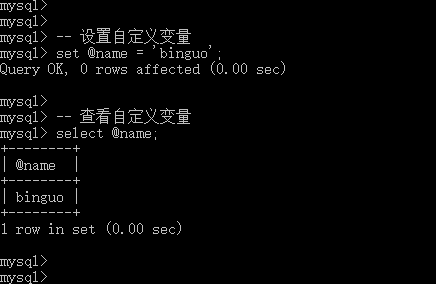 mysql>
mysql>
mysql> -- 设置自定义变量
mysql> set @name = 'binguo';
Query OK, 0 rows affected (0.00 sec)
mysql>
mysql> -- 查看自定义变量
mysql> select @name;
+--------+
| @name  |
+--------+
| binguo |
+--------+
1 row in set (0.00 sec)
mysql>
mysql>